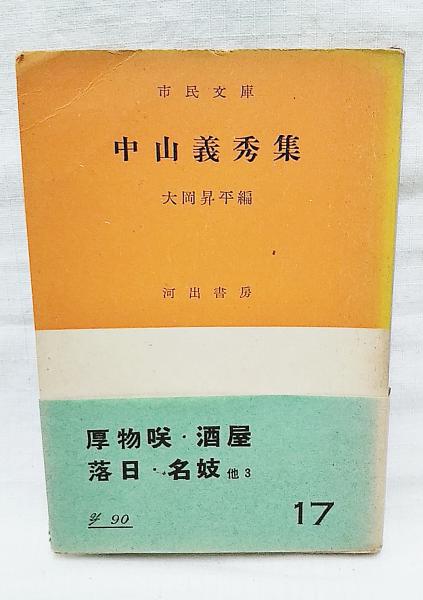 市民文庫
中山義秀集
大岡昇平編
河出書房
厚物咲・酒屋
落日・名妓 他3
¥ 90
17